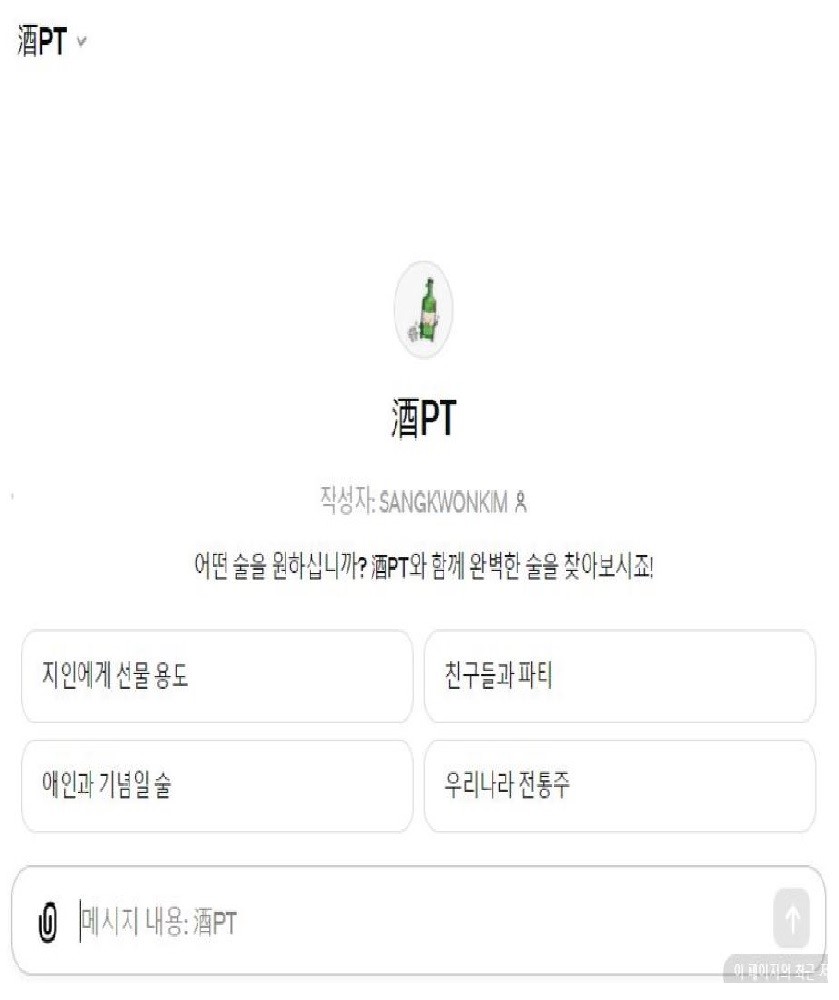 酒PT
酒PT
작성자: SANGKWONKIM
어떤 술을 원하십니까? 酒PT와 함께 완벽한 술을 찾아보시죠!
지인에게 선물 용도
친구들과 파티
애인과 기념일 술
우리나라 전통주
메시지 내용: 酒PT
이 페이지의 최근